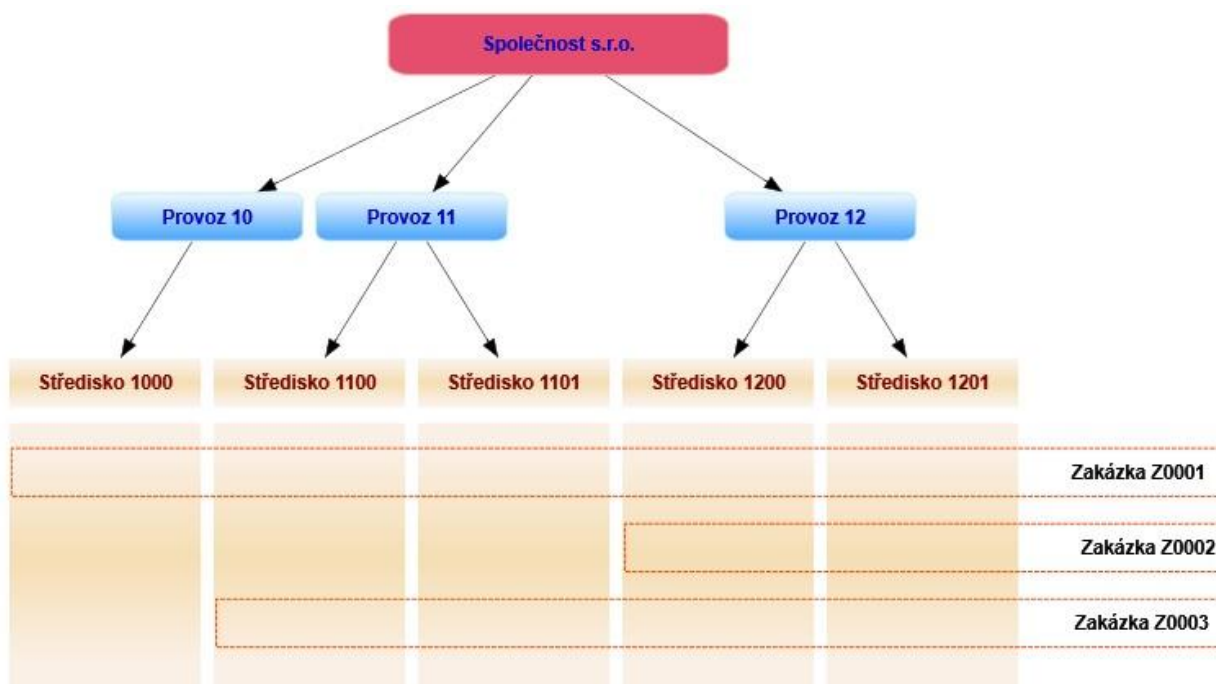 Společnost s.r.o.
Provoz 10
Provoz 11
Provoz 12
Středisko 1000
Středisko 1100
Středisko 1101
Středisko 1200
Středisko 1201
Zakázka Z0001
Zakázka Z0002
Zakázka Z0003